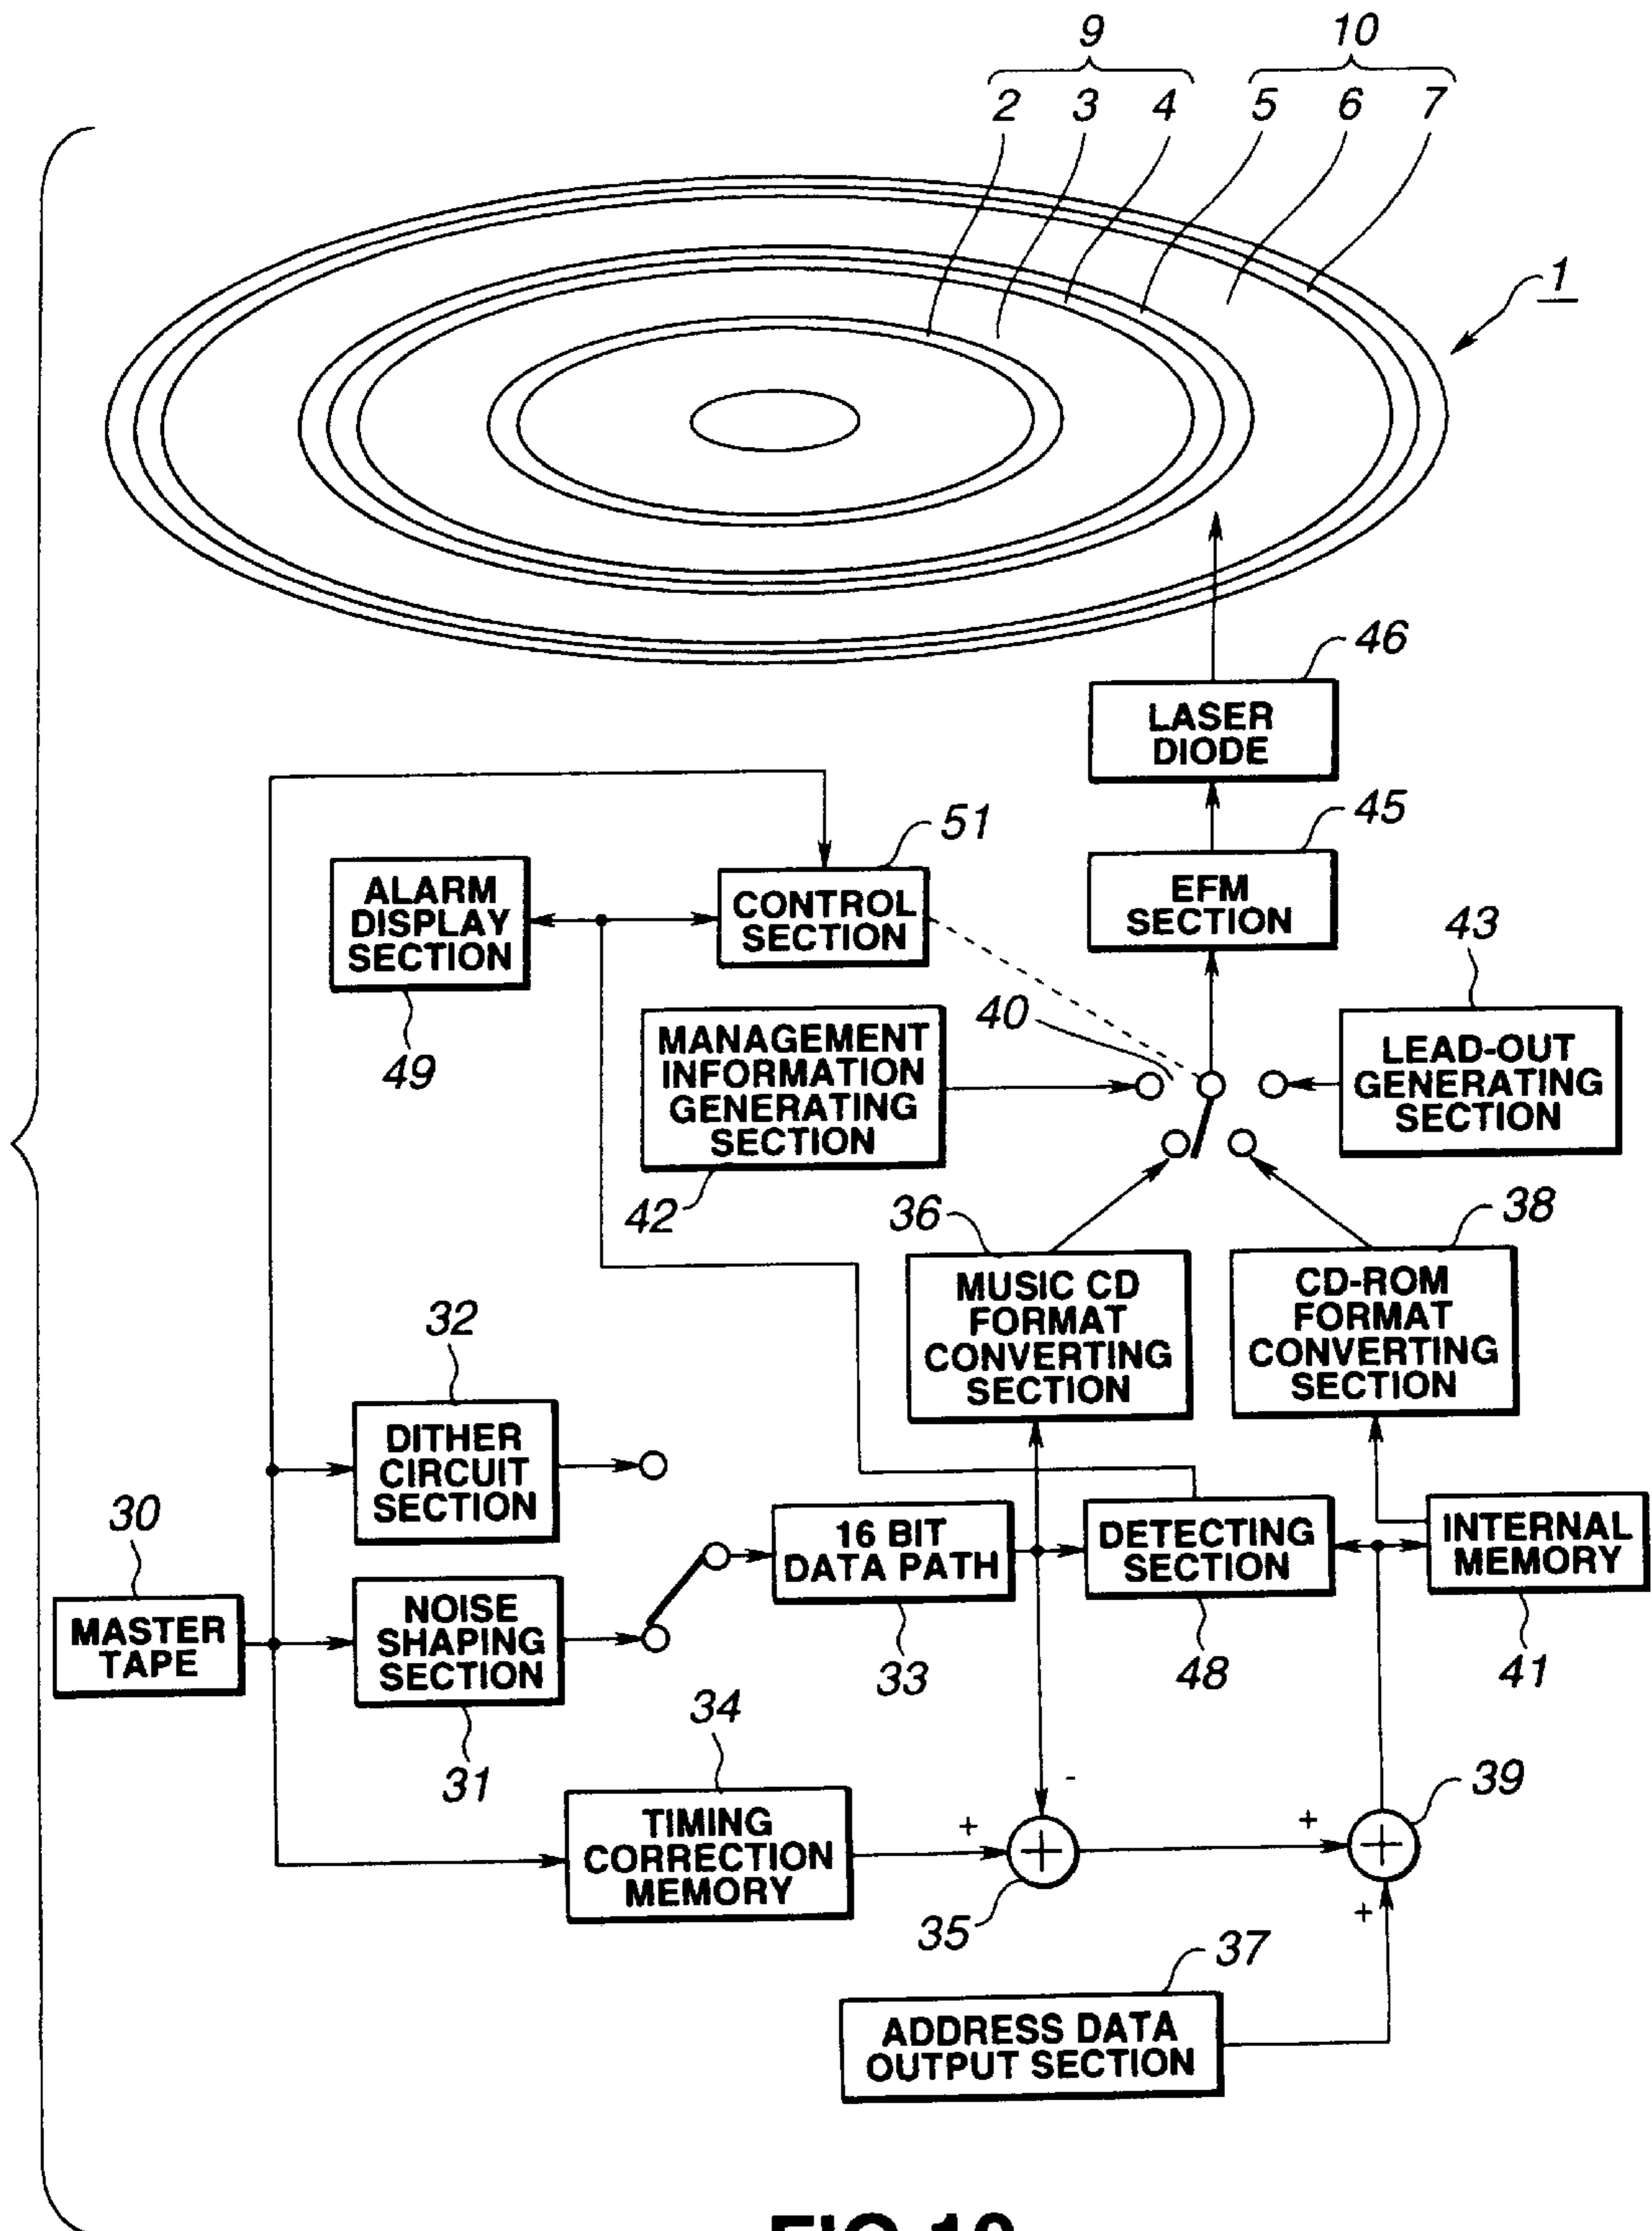 9
10
2 3 4 5 6 7
1
46
LASER
DIODE
45
51
ALARM
DISPLAY
SECTION
CONTROL
SECTION
EFM
SECTION
43
49
40
MANAGEMENT
INFORMATION
GENERATING
SECTION
LEAD-OUT
GENERATING
SECTION
42
36
38
MUSIC CD
FORMAT
CONVERTING
SECTION
CD-ROM
FORMAT
CONVERTING
SECTION
32
DITHER
CIRCUIT
SECTION
30
16 BIT
DATA PATH
DETECTING
SECTION
INTERNAL
MEMORY
MASTER
TAPE
NOISE
SHAPING
SECTION
33
48
41
31
34
-
39
TIMING
CORRECTION
MEMORY
+
+
+
+
35
+
37
ADDRESS DATA
OUTPUT SECTION